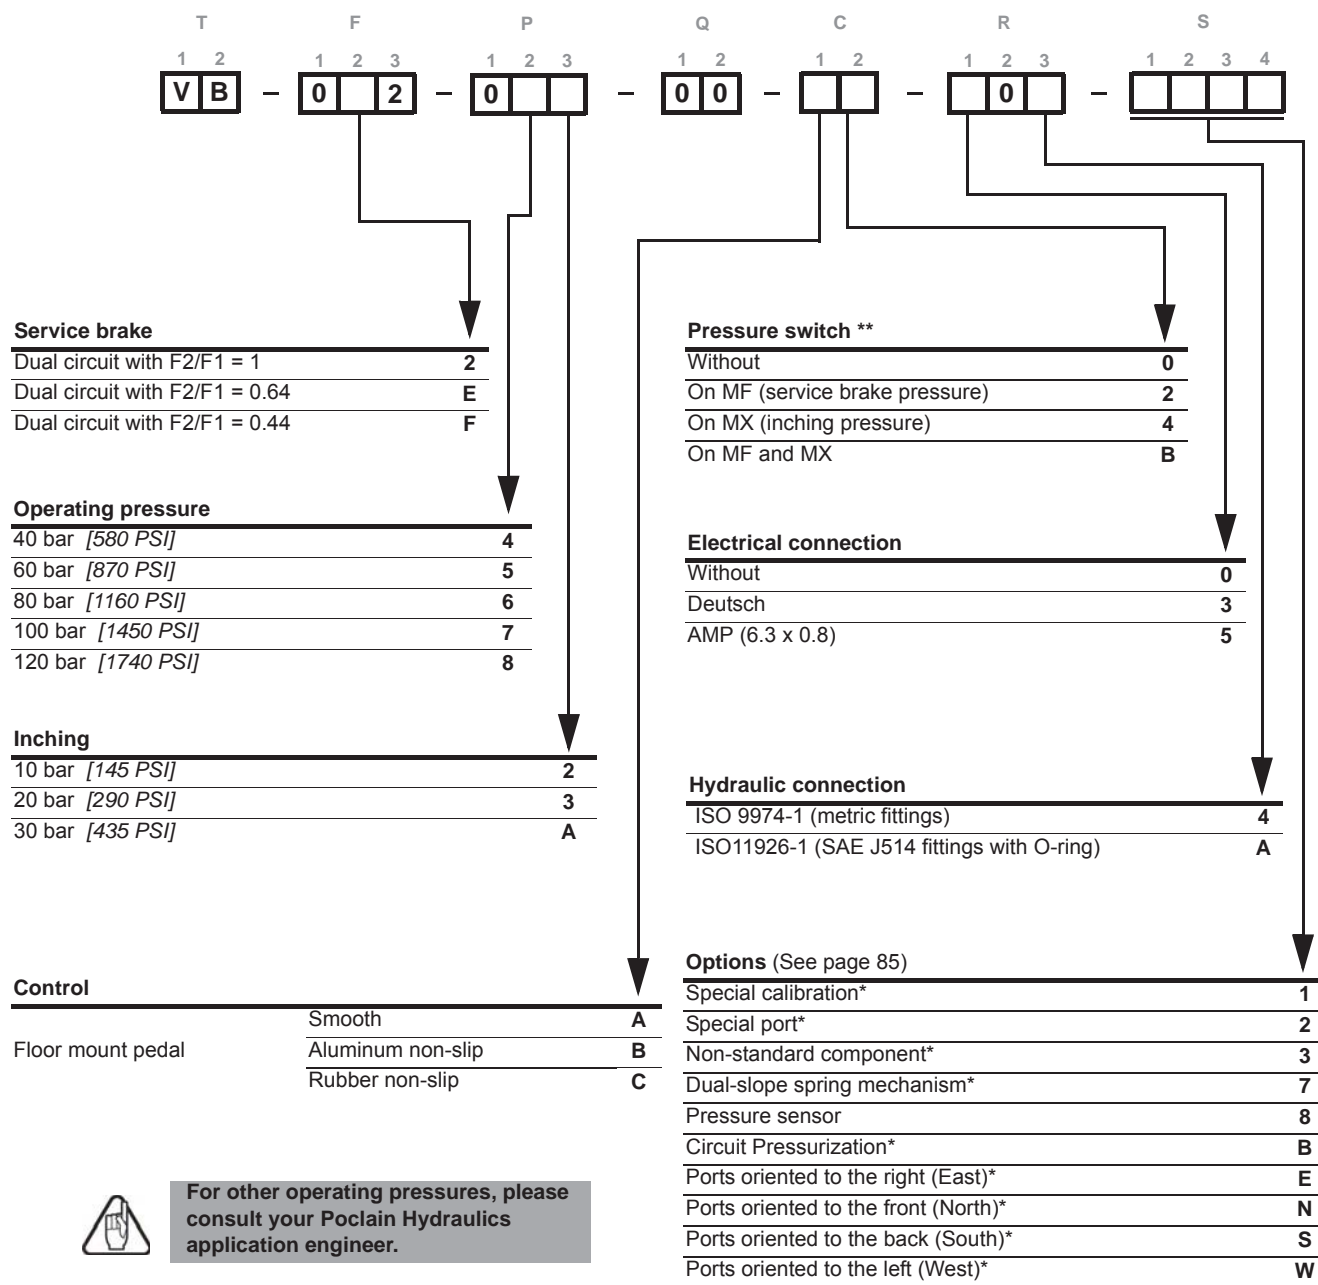 T F P Q C R S
1 2 1 2 3 1 2 3 1 2 1 2 1 2 3 1 2 3 4
V B – 0 2 – 0 – 0 0 – – 0 –
Service brake
Dual circuit with F2/F1 = 1 2
Dual circuit with F2/F1 = 0.64 E
Dual circuit with F2/F1 = 0.44 F
Operating pressure
40 bar [580 PSI] 4
60 bar [870 PSI] 5
80 bar [1160 PSI] 6
100 bar [1450 PSI] 7
120 bar [1740 PSI] 8
Inching
10 bar [145 PSI] 2
20 bar [290 PSI] 3
30 bar [435 PSI] A
Control
Smooth A
Floor mount pedal Aluminum non-slip B
Rubber non-slip C
For other operating pressures, please
consult your Poclain Hydraulics
application engineer.
Pressure switch **
Without 0
On MF (service brake pressure) 2
On MX (inching pressure) 4
On MF and MX B
Electrical connection
Without 0
Deutsch 3
AMP (6.3 x 0.8) 5
Hydraulic connection
ISO 9974-1 (metric fittings) 4
ISO11926-1 (SAE J514 fittings with O-ring) A
Options (See page 85)
Special calibration* 1
Special port* 2
Non-standard component* 3
Dual-slope spring mechanism* 7
Pressure sensor 8
Circuit Pressurization* B
Ports oriented to the right (East)* E
Ports oriented to the front (North)* N
Ports oriented to the back (South)* S
Ports oriented to the left (West)* W